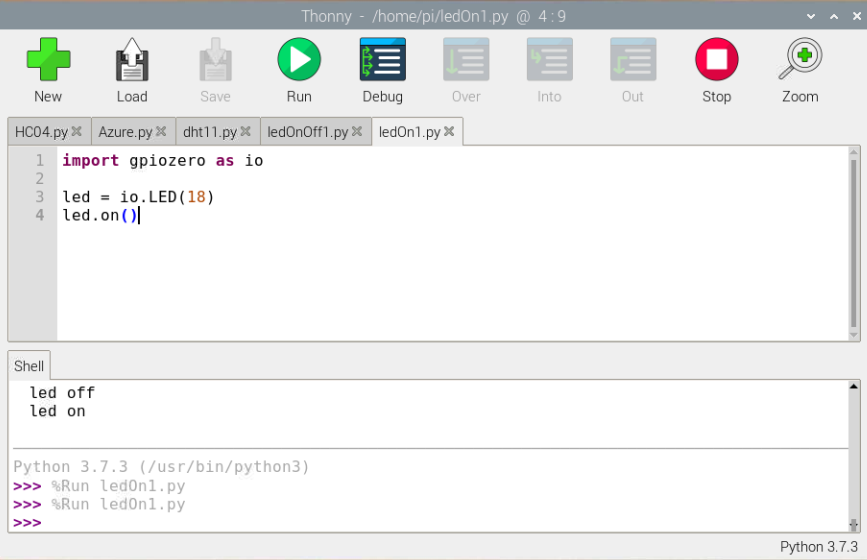 Thonny - /home/pi/ledOn1.py @ 4:9
New Load Save Run Debug Over Into Out Stop Zoom
HC04.py Azure.py dht11.py ledOnOff1.py ledOn1.py
1 import gpiozero as io
2
3 led = io.LED(18)
4 led.on()
Shell
led off
led on
Python 3.7.3 (/usr/bin/python3)
>>> %Run ledOn1.py
>>> %Run ledOn1.py
>>>
Python 3.7.3